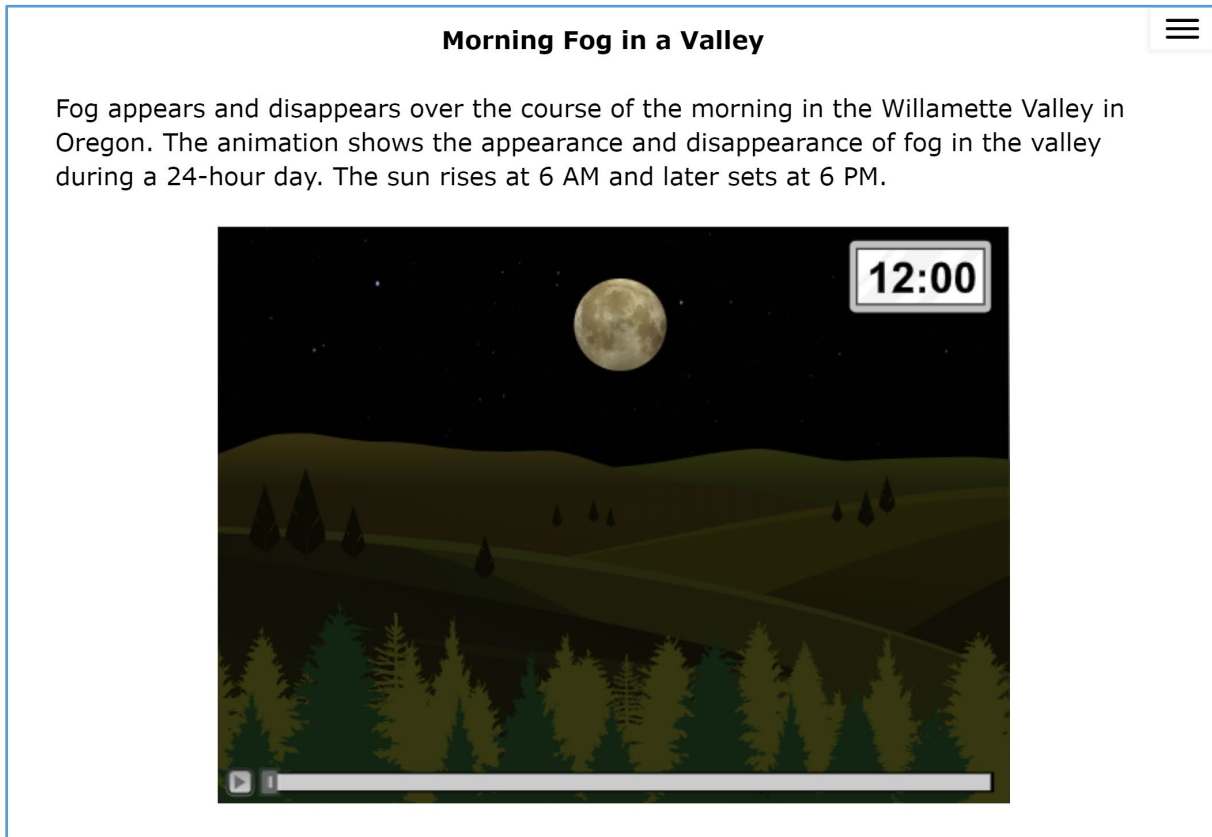 Morning Fog in a Valley
Fog appears and disappears over the course of the morning in the Willamette Valley in
Oregon. The animation shows the appearance and disappearance of fog in the valley
during a 24-hour day. The sun rises at 6 AM and later sets at 6 PM.
12:00